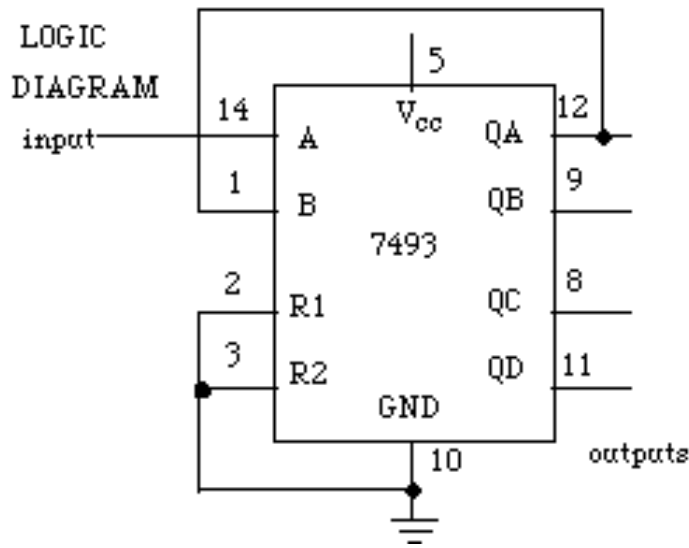 LOGIC
DIAGRAM
input
14
1
2
3
A
B
R1
R2
5
Vcc
7493
GND
10
QA
QB
QC
QD
12
9
8
11
outputs